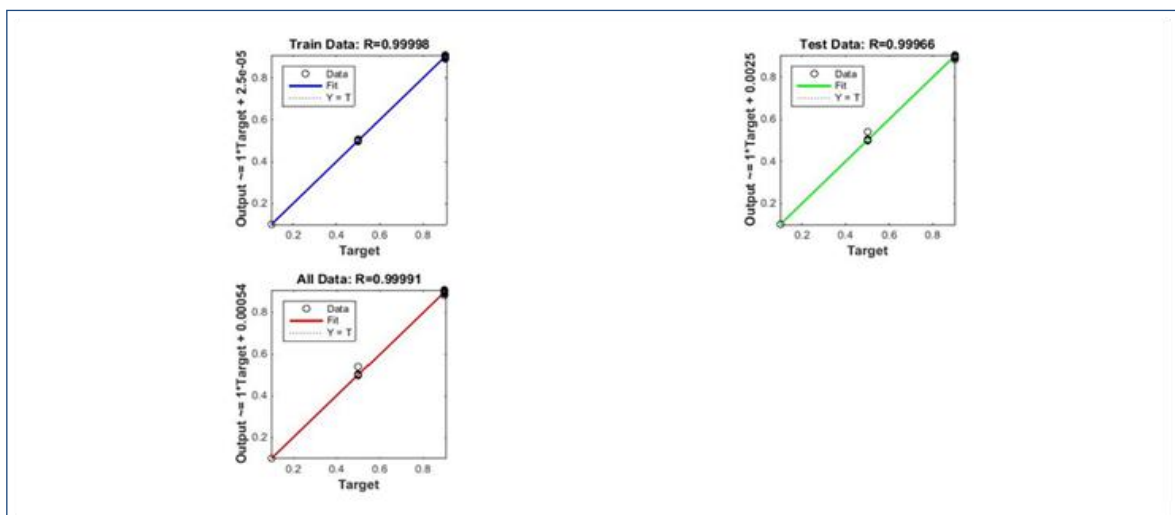 Train Data: R=0.99998
Output ~= 1*Target + 2.5e-05
0.8
0.6
0.4
0.2
Data
Fit
Y = T
0.2 0.4 0.6 0.8
Target
Test Data: R=0.99966
Output ~= 1*Target + 0.0025
0.8
0.6
0.4
0.2
Data
Fit
Y = T
0.2 0.4 0.6 0.8
Target
All Data: R=0.99991
Output ~= 1*Target + 0.00054
0.8
0.6
0.4
0.2
Data
Fit
Y = T
0.2 0.4 0.6 0.8
Target